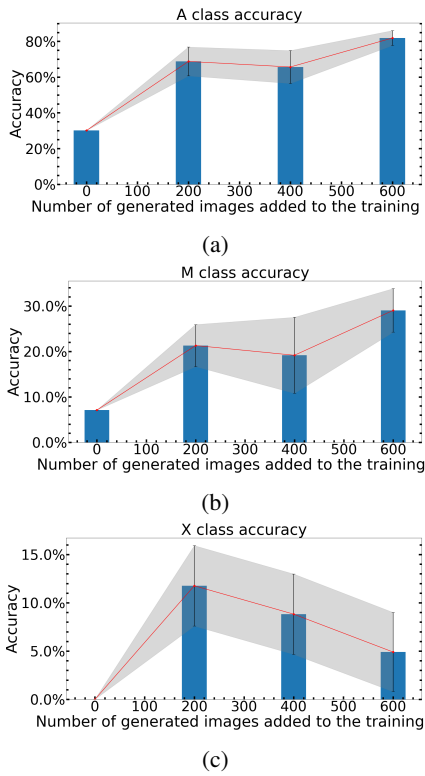 A class accuracy
80%
60%
40%
20%
0%
Accuracy
0 100 200 300 400 500 600
Number of generated images added to the training
(a)
M class accuracy
30.0%
20.0%
10.0%
0.0%
Accuracy
0 100 200 300 400 500 600
Number of generated images added to the training
(b)
X class accuracy
15.0%
10.0%
5.0%
0.0%
Accuracy
0 100 200 300 400 500 600
Number of generated images added to the training
(c)